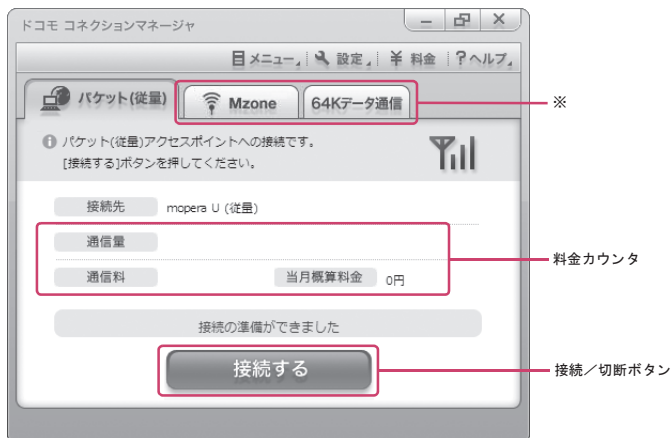 ドコモ コネクションマネージャ
メニュー 設定 ¥ 料金 ?ヘルプ
パケット(従量) Mzone 64Kデータ通信
※
パケット(従量)アクセスポイントへの接続です。
[接続する]ボタンを押してください。
接続先 mopera U (従量)
通信量
料金カウンタ
通信料 当月概算料金 0円
接続の準備ができました
接続する
接続／切断ボタン